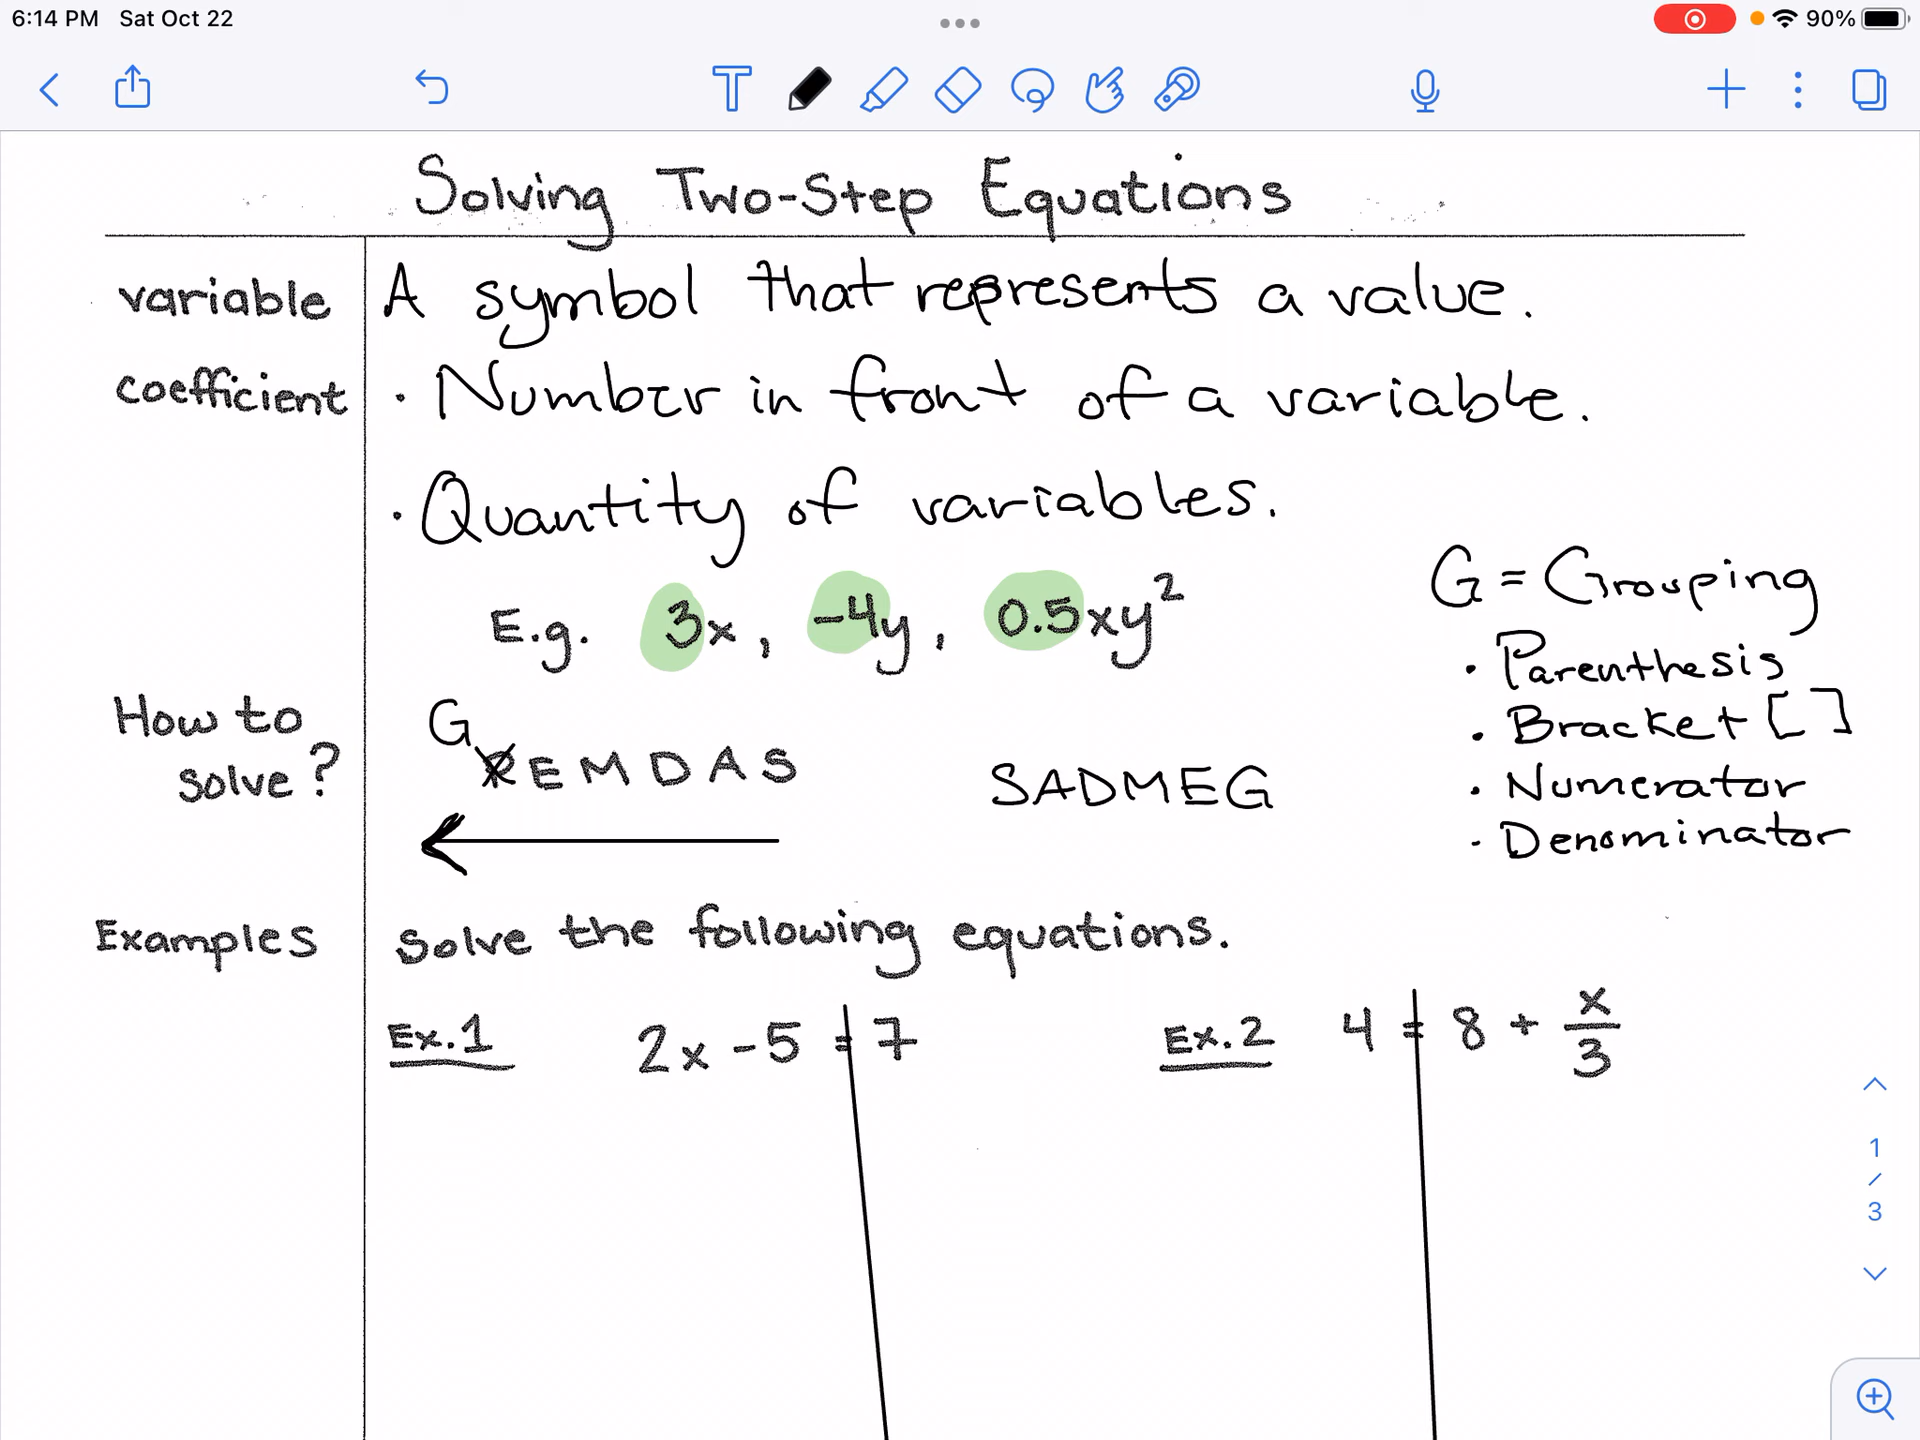 6:14 PM Sat Oct 22
90%
Solving Two-Step Equations
variable A symbol that represents a value.
coefficient · Number in front of a variable.
· Quantity of variables.
E.g. 3x, -4y, 0.5xy²
G = Grouping
· Parenthesis
· Bracket [ ]
· Numerator
· Denominator
How to solve?
G
PEMDAS
SADMEG
Examples Solve the following equations.
Ex.1 2x - 5 = 7
Ex.2 4 = 8 + x/3
1
/
3